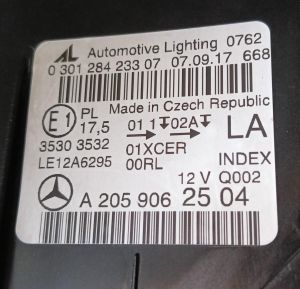 AL Automotive Lighting 0762
0 301 284 233 07 07.09.17 668
E1 PL Made in Czech Republic
17,5 01 1 02A LA
3530 3532 01XCER
LE12A6295 00RL INDEX
12 V Q002
A 205 906 25 04